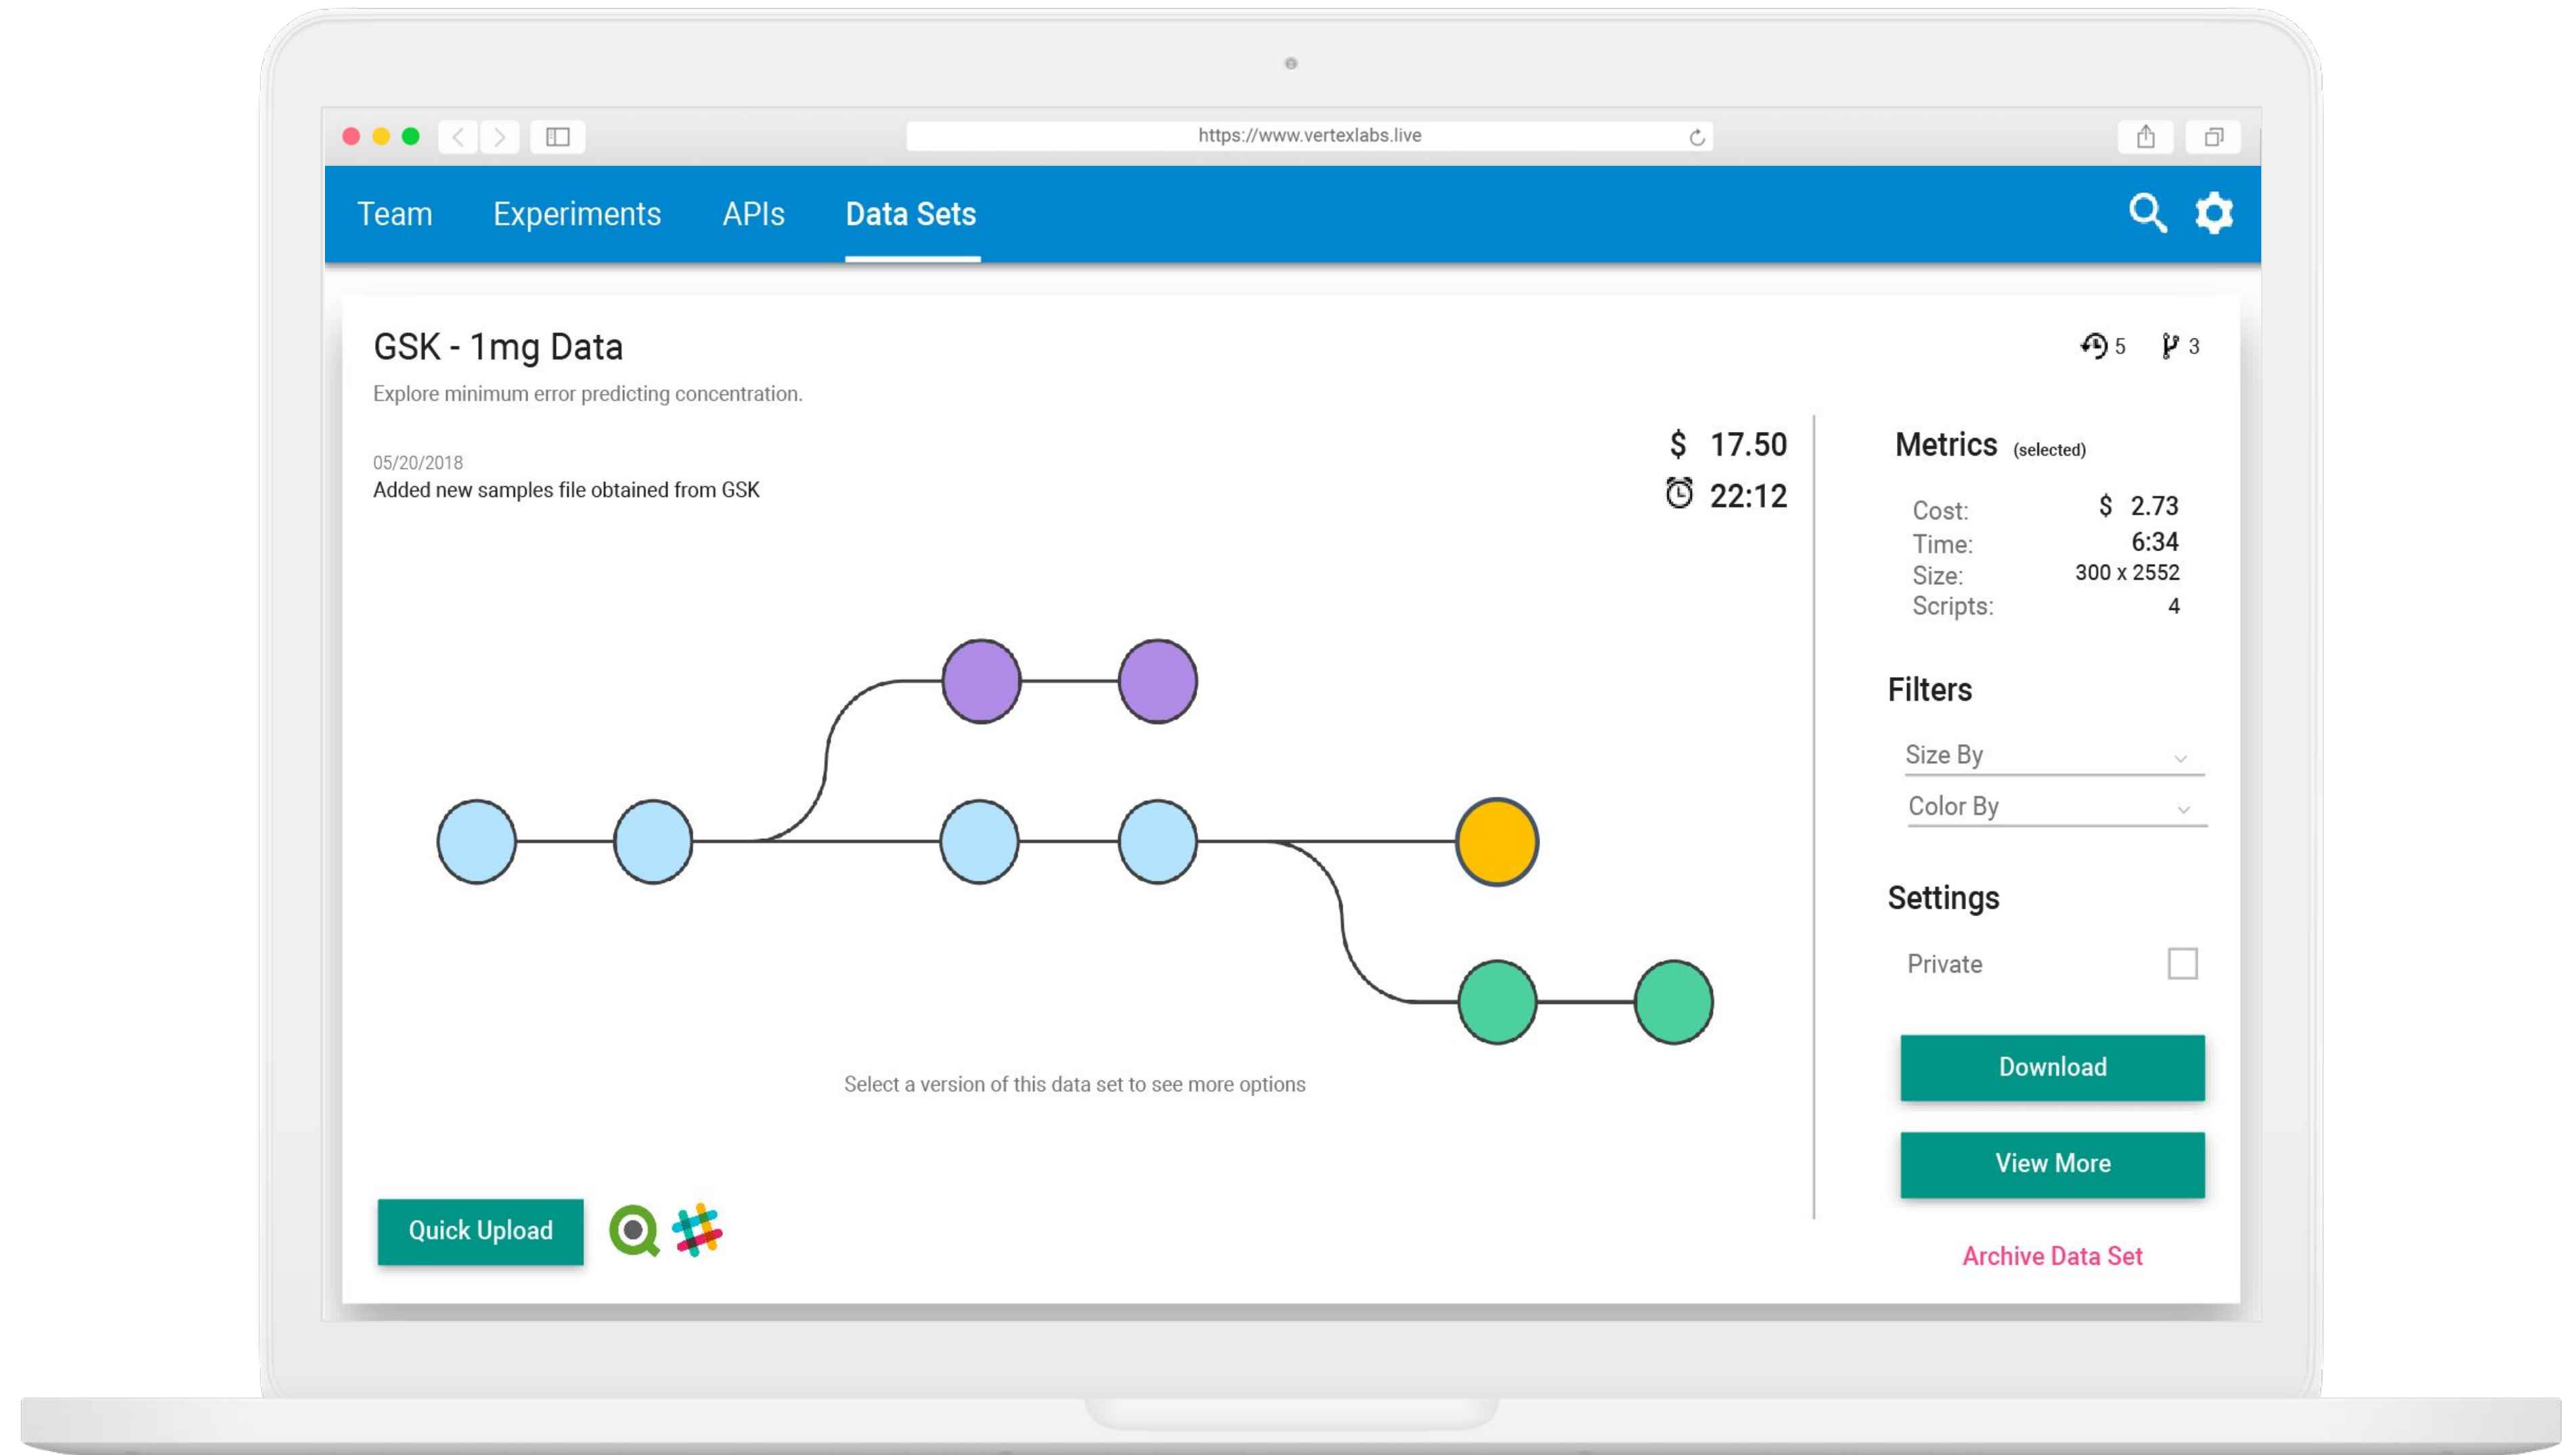 https://www.vertexlabs.live
Team Experiments APIs Data Sets
GSK - 1mg Data
5 3
Explore minimum error predicting concentration.
05/20/2018
Added new samples file obtained from GSK
$ 17.50
22:12
Select a version of this data set to see more options
Quick Upload
Metrics (selected)
Cost: $ 2.73
Time: 6:34
Size: 300 x 2552
Scripts: 4
Filters
Size By
Color By
Settings
Private
Download
View More
Archive Data Set